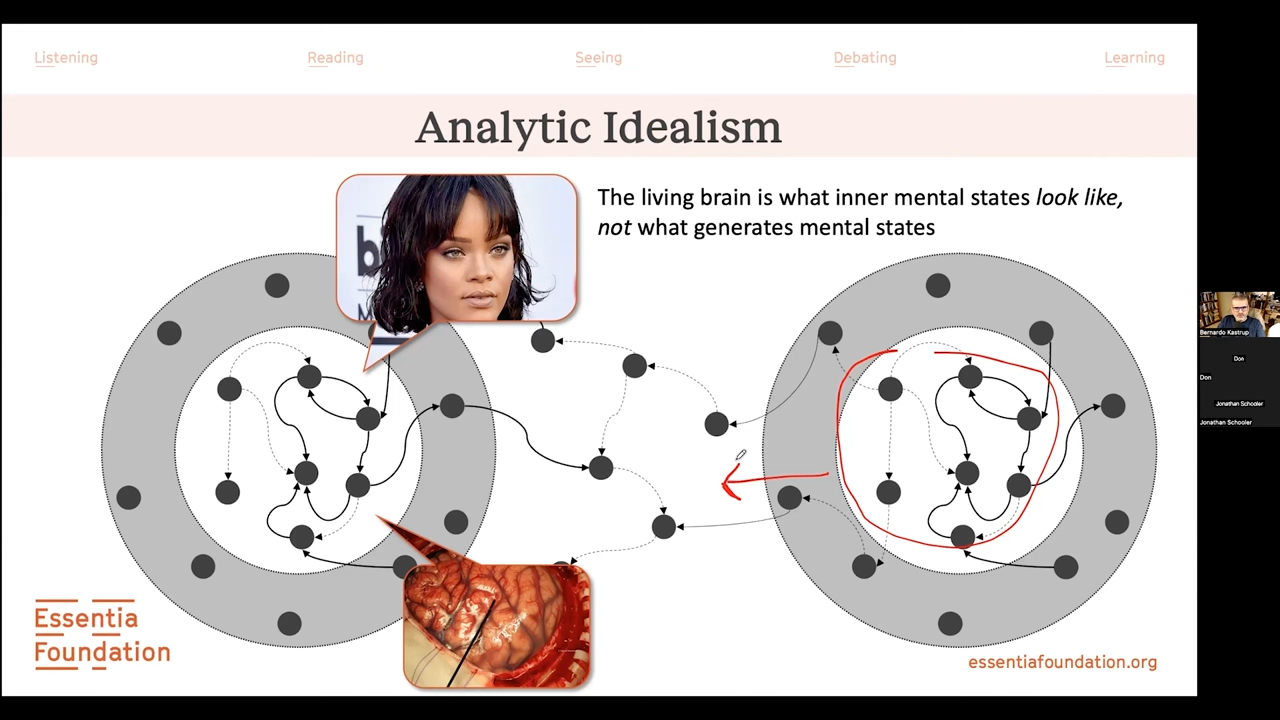 Listening
Reading
Seeing
Debating
Learning
Analytic Idealism
The living brain is what inner mental states look like,
not what generates mental states
b
M
Bernardo Kastrup
Don
Don
Jonathan Schooler
Jonathan Schooler
Essentia
Foundation
essentiafoundation.org